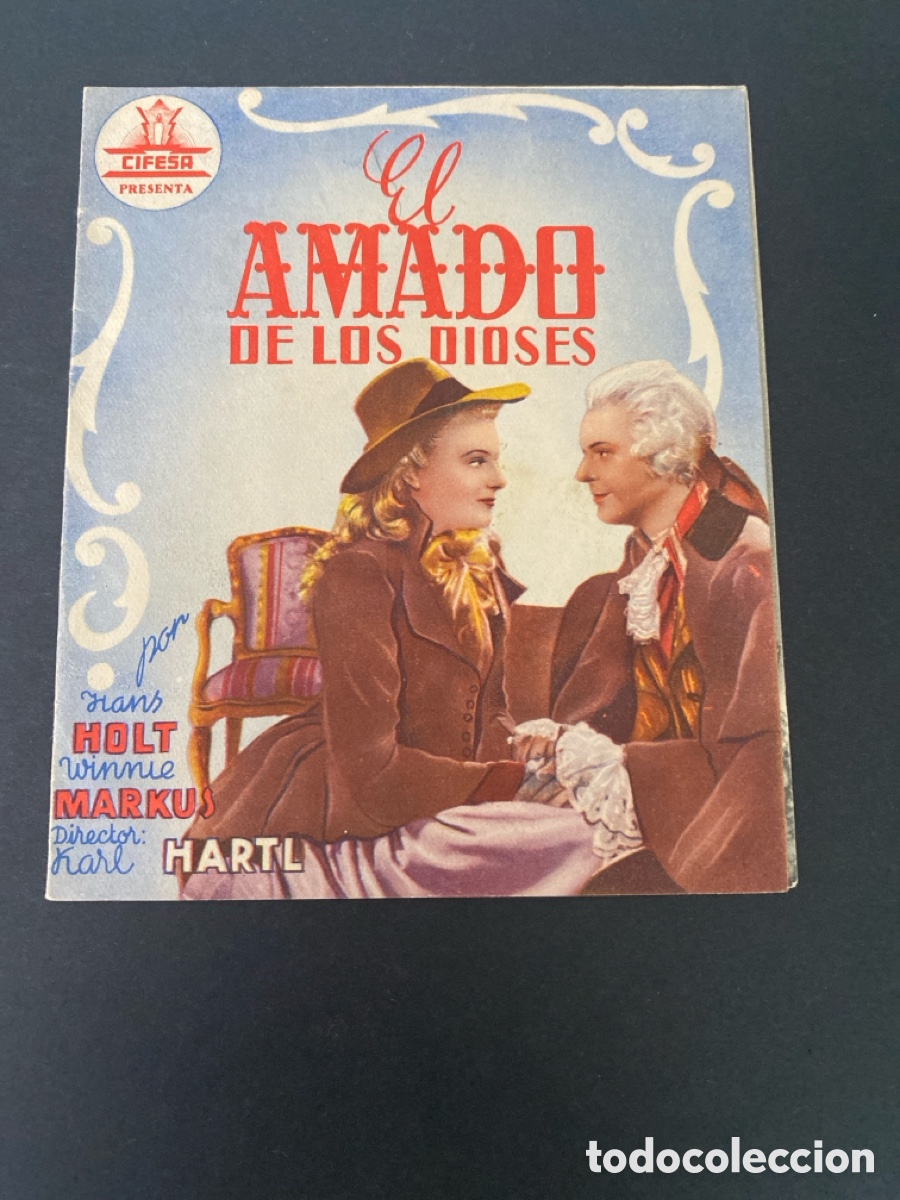 CIFESA
PRESENTA
El
AMADO
DE LOS DIOSES
por
Hans
HOLT
Winnie
MARKUS
Director:
Karl HARTL
todocoleccion